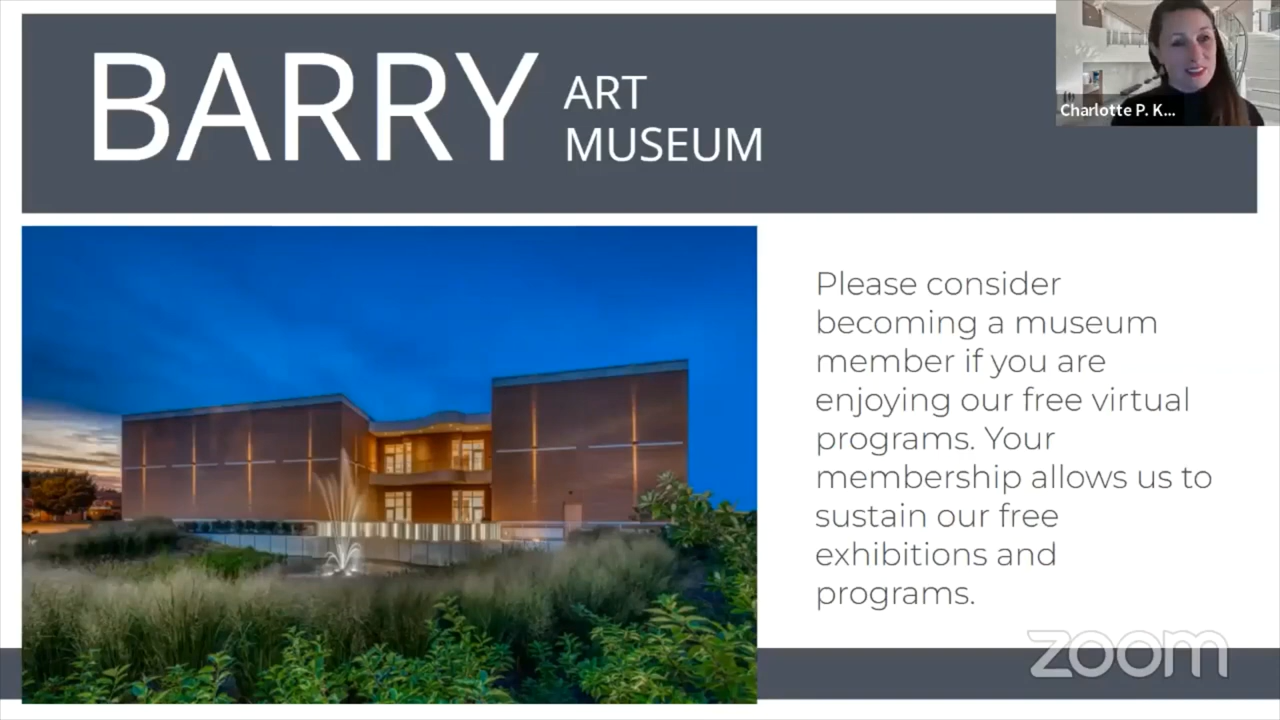 BARRY
ART
MUSEUM
Charlotte P. K...
Please consider
becoming a museum
member if you are
enjoying our free virtual
programs. Your
membership allows us to
sustain our free
exhibitions and
programs.
zoom